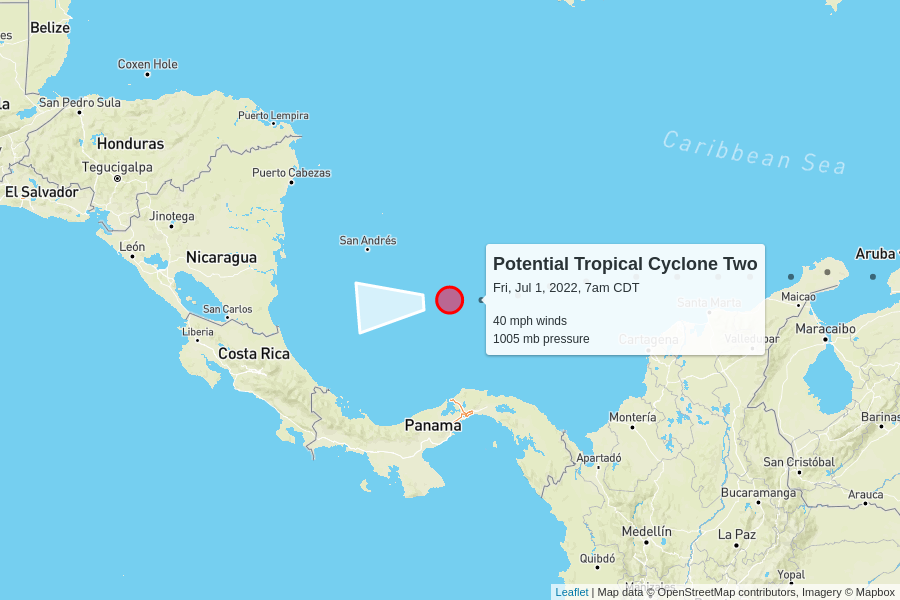 Belize
es
Coxen Hole
la
San Pedro Sula
Puerto Lempira
Honduras
Caribbean Sea
Tegucigalpa
Puerto Cabezas
El Salvador
Jinotega
San Andrés
León
Nicaragua
Aruba
Potential Tropical Cyclone Two
Fri, Jul 1, 2022, 7am CDT
40 mph winds
1005 mb pressure
Santa Marta
Maicao
San Carlos
Liberia
Maracaibo
Cartagena
Valledupar
Costa Rica
Panama
Montería
Barinas
Apartadó
San Cristóbal
Bucaramanga
Arauca
Medellín
La Paz
Quibdó
Yopal
Manizales
Leaflet | Map data © OpenStreetMap contributors, Imagery © Mapbox